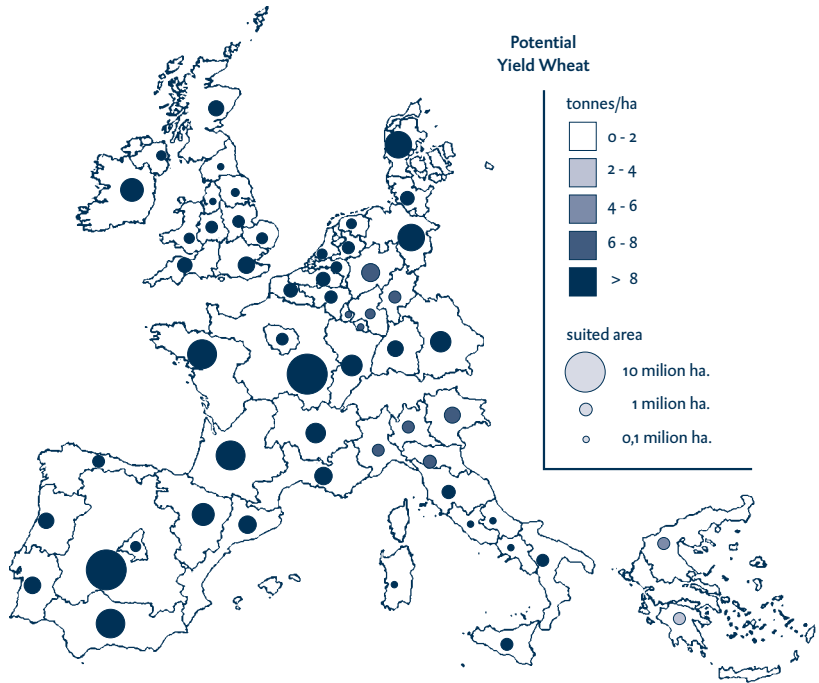 Potential
Yield Wheat
tonnes/ha
0 - 2
2 - 4
4 - 6
6 - 8
> 8
suited area
10 milion ha.
1 milion ha.
0,1 milion ha.